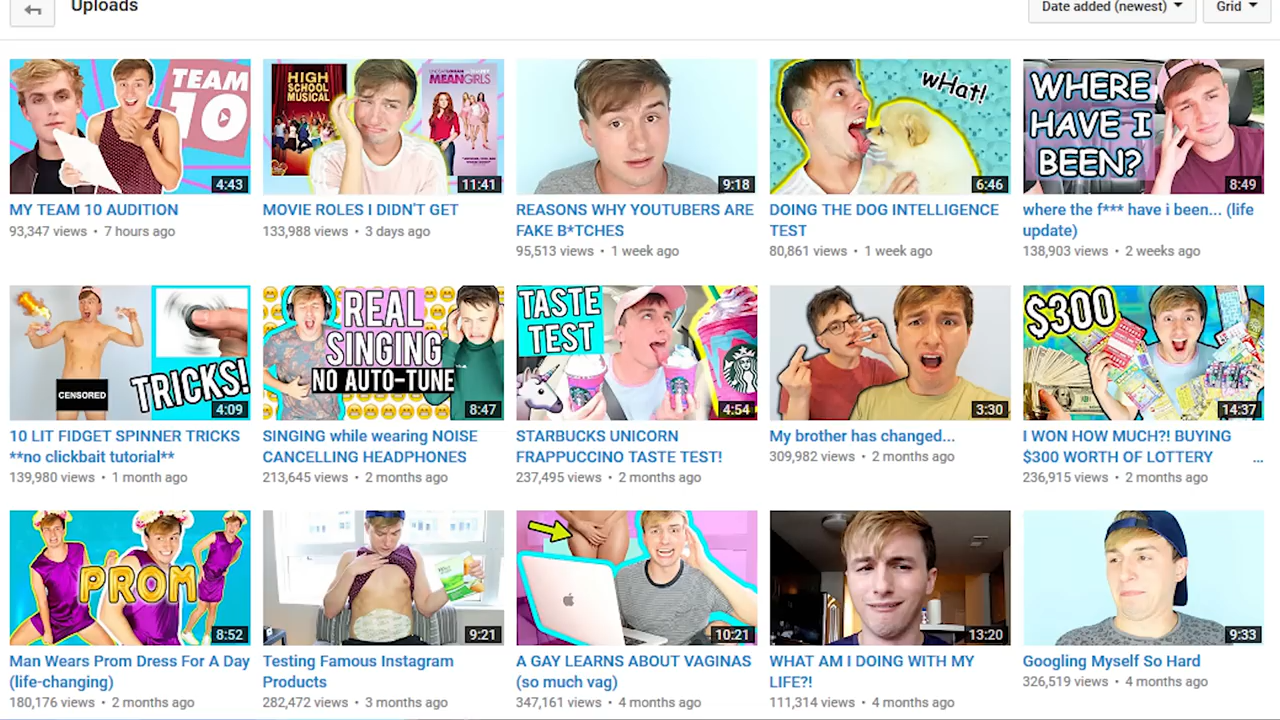 Uploads
Date added (newest)
Grid
TEAM
10
4:43
HIGH
SCHOOL
MUSICAL
MEAN GIRLS
11:41
9:18
wHat!
6:46
WHERE
HAVE I
BEEN?
8:49
MY TEAM 10 AUDITION
93,347 views • 7 hours ago
MOVIE ROLES I DIDN'T GET
133,988 views • 3 days ago
REASONS WHY YOUTUBERS ARE
FAKE B*TCHES
95,513 views • 1 week ago
DOING THE DOG INTELLIGENCE
TEST
80,861 views • 1 week ago
where the f*** have i been... (life
update)
138,903 views • 2 weeks ago
CENSORED
TRICKS!
4:09
REAL
SINGING
NO AUTO-TUNE
8:47
TASTE
TEST
4:54
3:30
$300
14:37
10 LIT FIDGET SPINNER TRICKS
**no clickbait tutorial**
139,980 views • 1 month ago
SINGING while wearing NOISE
CANCELLING HEADPHONES
213,645 views • 2 months ago
STARBUCKS UNICORN
FRAPPUCCINO TASTE TEST!
237,495 views • 2 months ago
My brother has changed...
309,982 views • 2 months ago
I WON HOW MUCH?! BUYING
$300 WORTH OF LOTTERY ...
236,915 views • 2 months ago
PROM
8:52
9:21
10:21
13:20
9:33
Man Wears Prom Dress For A Day
(life-changing)
180,176 views • 2 months ago
Testing Famous Instagram
Products
282,472 views • 3 months ago
A GAY LEARNS ABOUT VAGINAS
(so much vag)
347,161 views • 4 months ago
WHAT AM I DOING WITH MY
LIFE?!
111,314 views • 4 months ago
Googling Myself So Hard
326,519 views • 4 months ago